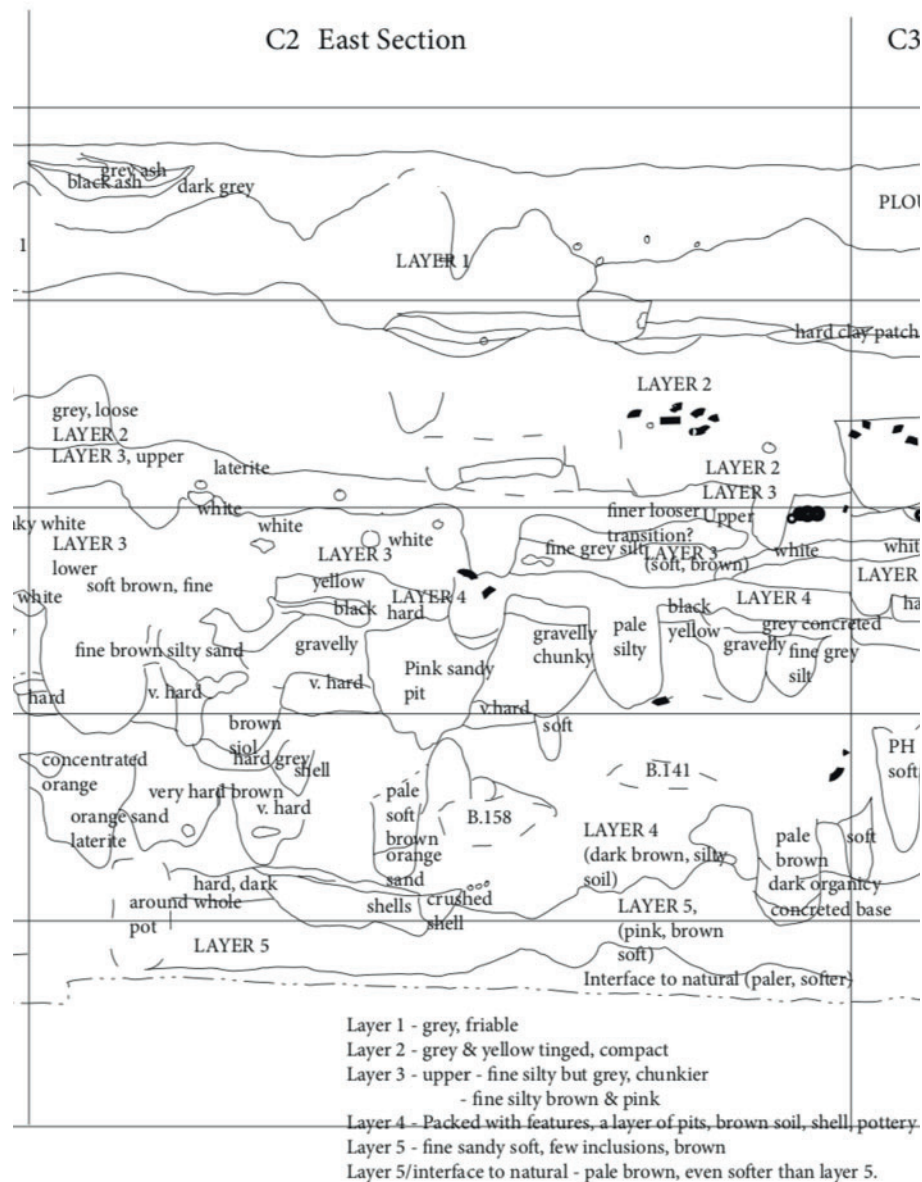 C2 East Section
C3
grey ash
black ash
dark grey
PLOU
1
LAYER 1
hard clay patch
LAYER 2
grey, loose
LAYER 2
LAYER 3, upper
laterite
LAYER 2
LAYER 3
Upper
white
finer looser
transition?
ky white
white
white
fine grey silt
LAYER 3
(soft, brown)
white
whit
LAYER 3
lower
LAYER 3
yellow
soft brown, fine
LAYER
white
LAYER 4
black
hard
black
LAYER 4
ha
pale
silty
yellow
grey concreted
gravelly
chunky
gravelly
gravelly
fine grey
silt
fine brown silty sand
Pink sandy
pit
hard
v. hard
v. hard
v.hard
soft
brown
siol
hard grey
shell
PH
soft
concentrated
orange
B.141
very hard brown
v. hard
pale
soft
brown
orange
sand
B.158
orange sand
laterite
LAYER 4
(dark brown, silty
soil)
pale
brown
soft
dark organicy
concreted base
hard, dark
around whole
pot
shells
crushed
shell
LAYER 5,
(pink, brown
soft)
LAYER 5
Interface to natural (paler, softer)
Layer 1 - grey, friable
Layer 2 - grey & yellow tinged, compact
Layer 3 - upper - fine silty but grey, chunkier
- fine silty brown & pink
Layer 4 - Packed with features, a layer of pits, brown soil, shell, pottery
Layer 5 - fine sandy soft, few inclusions, brown
Layer 5/interface to natural - pale brown, even softer than layer 5.